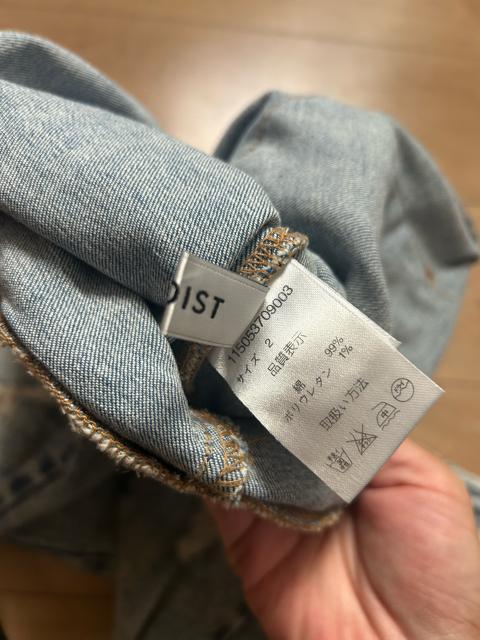 DIST
115053709003
サイズ 2
品質表示
綿 99%
ポリウレタン 1%
取扱い方法
中